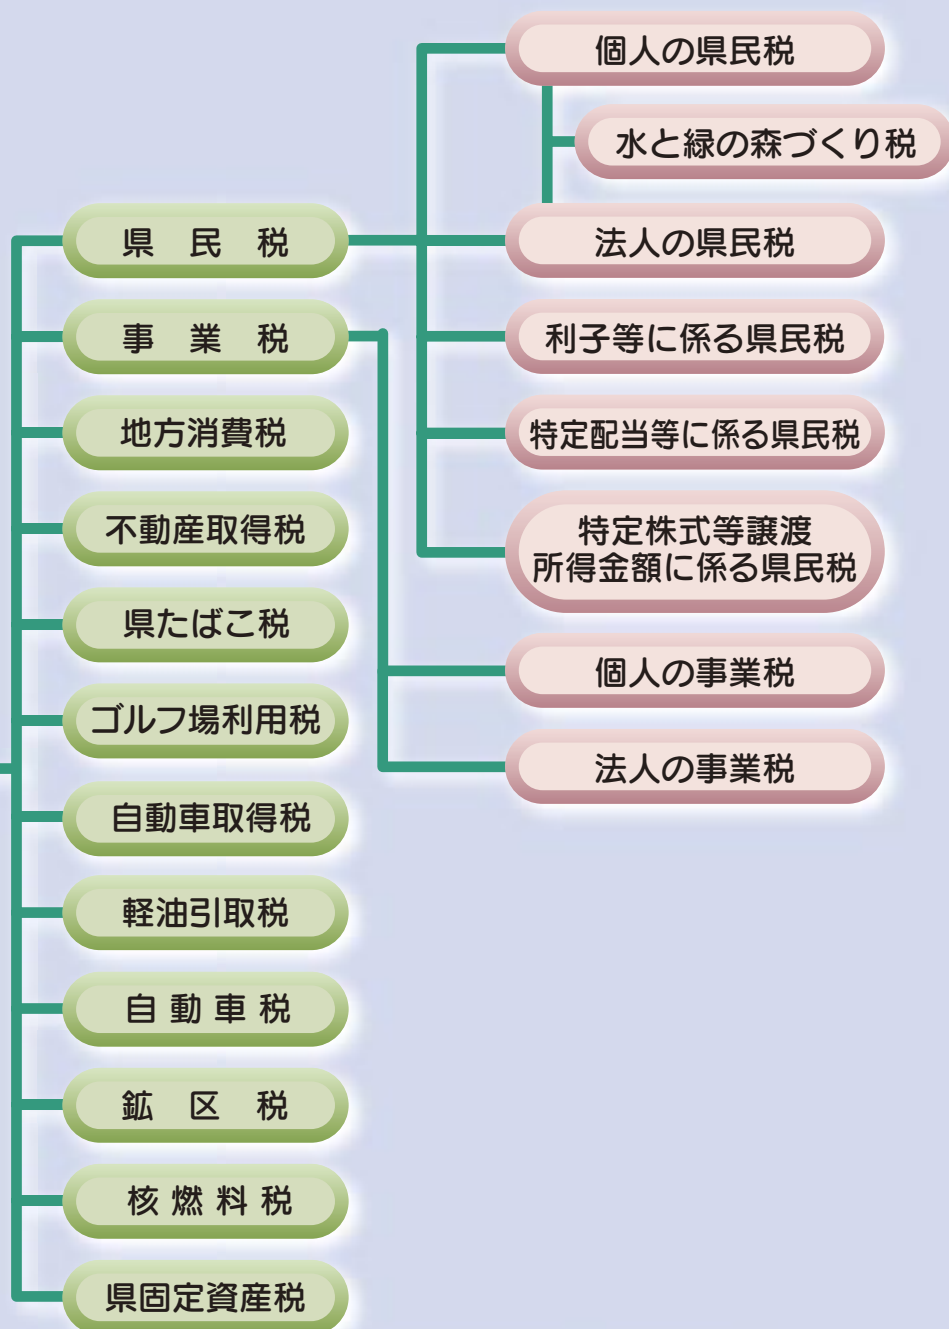 県民税
事業税
地方消費税
不動産取得税
県たばこ税
ゴルフ場利用税
自動車取得税
軽油引取税
自動車税
鉱区税
核燃料税
県固定資産税
個人の県民税
水と緑の森づくり税
法人の県民税
利子等に係る県民税
特定配当等に係る県民税
特定株式等譲渡
所得金額に係る県民税
個人の事業税
法人の事業税